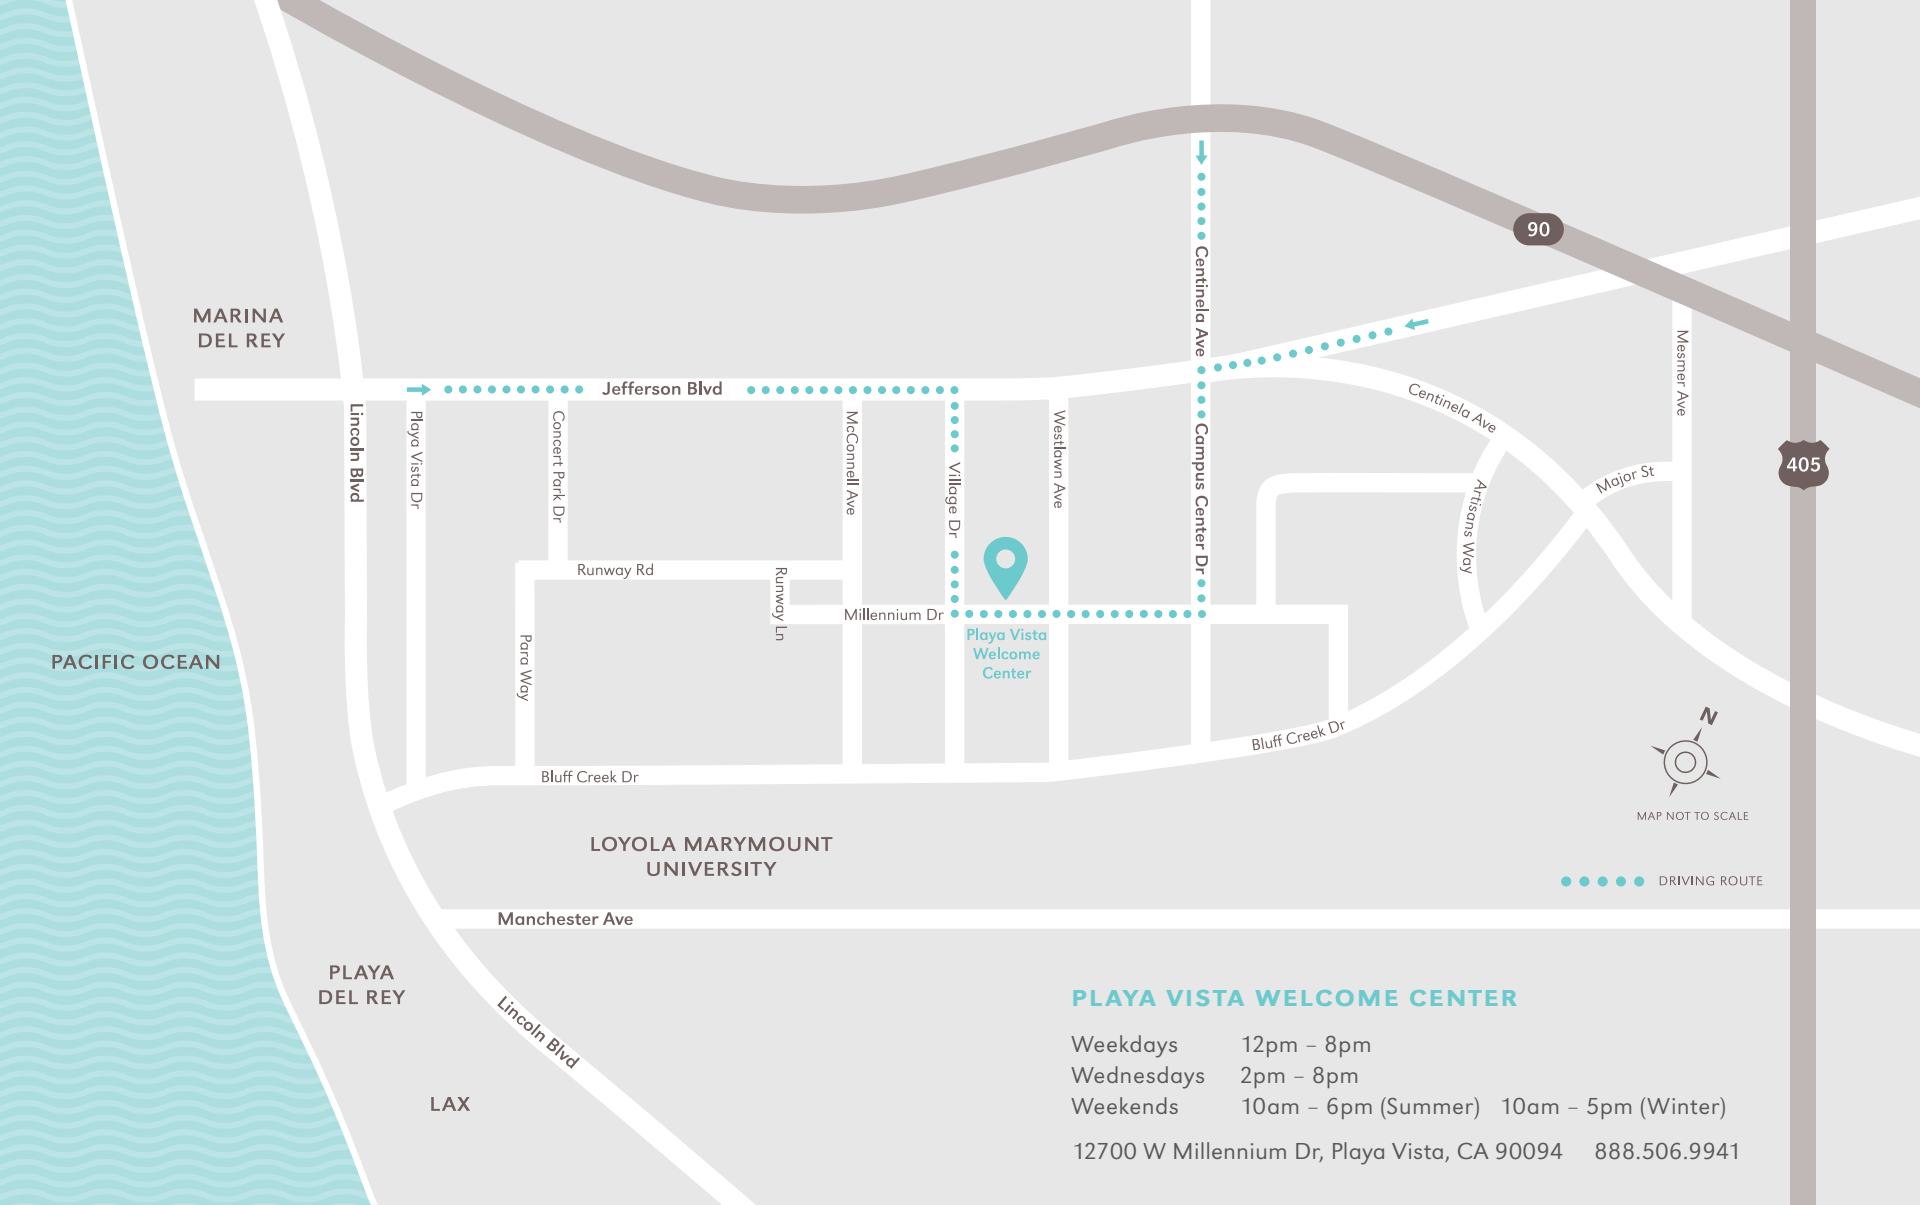 90
Centinela Ave
MARINA
DEL REY
Jefferson Blvd
Mesmer Ave
Centinela Ave
Lincoln Blvd
Playa Vista Dr
Concert Park Dr
McConnell Ave
Village Dr
Westlawn Ave
Campus Center Dr
Artisans Way
Major St
405
Runway Rd
Runway Ln
Millennium Dr
Para Way
Playa Vista
Welcome
Center
PACIFIC OCEAN
Bluff Creek Dr
Bluff Creek Dr
N
MAP NOT TO SCALE
LOYOLA MARYMOUNT
UNIVERSITY
DRIVING ROUTE
Manchester Ave
PLAYA
DEL REY
Lincoln Blvd
LAX
PLAYA VISTA WELCOME CENTER
Weekdays 12pm – 8pm
Wednesdays 2pm – 8pm
Weekends 10am – 6pm (Summer) 10am – 5pm (Winter)
12700 W Millennium Dr, Playa Vista, CA 90094 888.506.9941